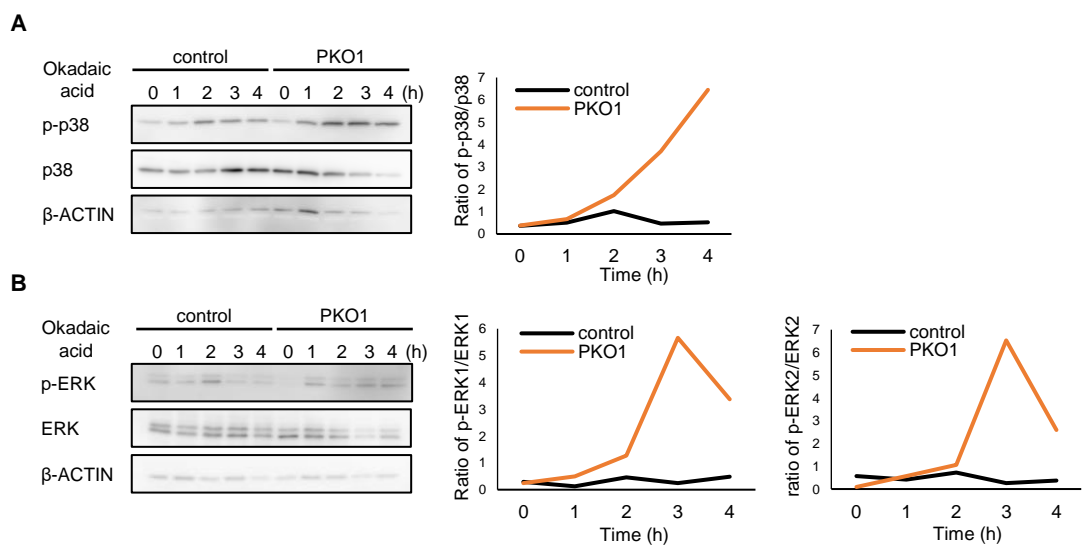 A
control PKO1
Okadaic
acid
0 1 2 3 4 0 1 2 3 4 (h)
p-p38
p38
β-ACTIN
Ratio of p-p38/p38
7
6
5
4
3
2
1
0
control
PKO1
0 1 2 3 4
Time (h)
B
control PKO1
Okadaic
acid
0 1 2 3 4 0 1 2 3 4 (h)
p-ERK
ERK
β-ACTIN
Ratio of p-ERK1/ERK1
6
5
4
3
2
1
0
control
PKO1
0 1 2 3 4
Time (h)
ratio of p-ERK2/ERK2
7
6
5
4
3
2
1
0
control
PKO1
0 1 2 3 4
Time (h)